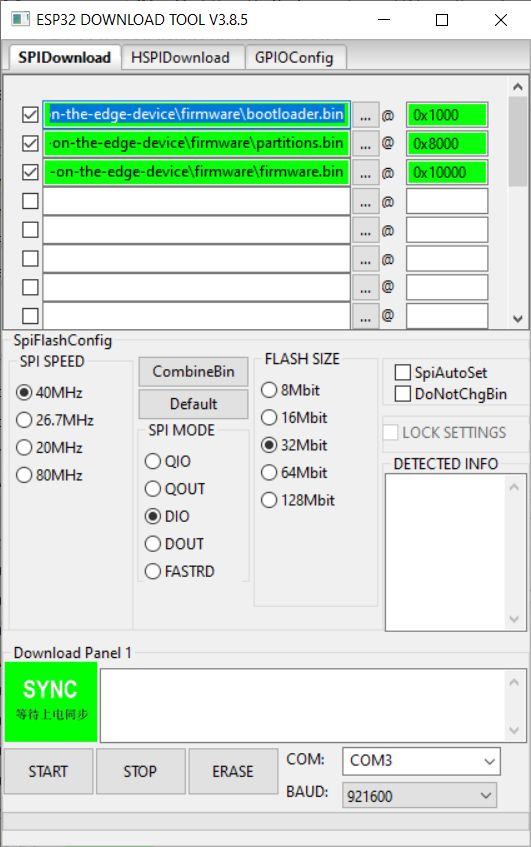 ESP32 DOWNLOAD TOOL V3.8.5
SPIDownload HSPIDownload GPIOConfig
on-the-edge-device\firmware\bootloader.bin ... @ 0x1000
-on-the-edge-device\firmware\partitions.bin ... @ 0x8000
-on-the-edge-device\firmware\firmware.bin ... @ 0x10000
... @
... @
... @
... @
... @
SpiFlashConfig
SPI SPEED
40MHz
26.7MHz
20MHz
80MHz
CombineBin
Default
SPI MODE
QIO
QOUT
DIO
DOUT
FASTRD
FLASH SIZE
8Mbit
16Mbit
32Mbit
64Mbit
128Mbit
SpiAutoSet
DoNotChgBin
LOCK SETTINGS
DETECTED INFO
Download Panel 1
SYNC
等待上电同步
START STOP ERASE
COM: COM3
BAUD: 921600